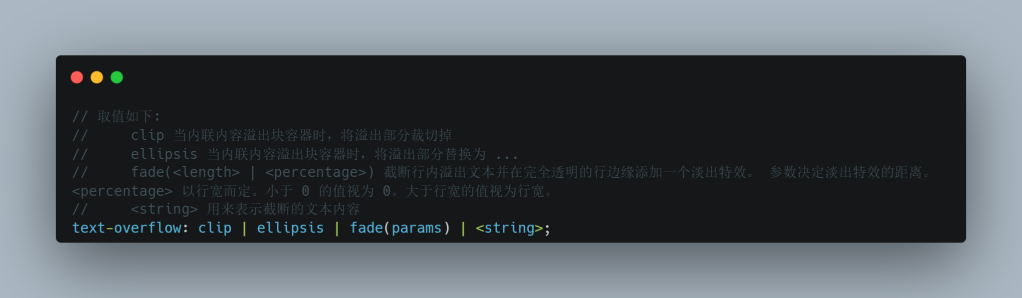 // 取值如下:
//     clip 当内联内容溢出块容器时，将溢出部分裁切掉
//     ellipsis 当内联内容溢出块容器时，将溢出部分替换为 ...
//     fade(<length> | <percentage>) 截断行内溢出文本并在完全透明的行边缘添加一个淡出特效。 参数决定淡出特效的距离。
<percentage> 以行宽而定。小于 0 的值视为 0。大于行宽的值视为行宽。
//     <string> 用来表示截断的文本内容
text-overflow: clip | ellipsis | fade(params) | <string>;